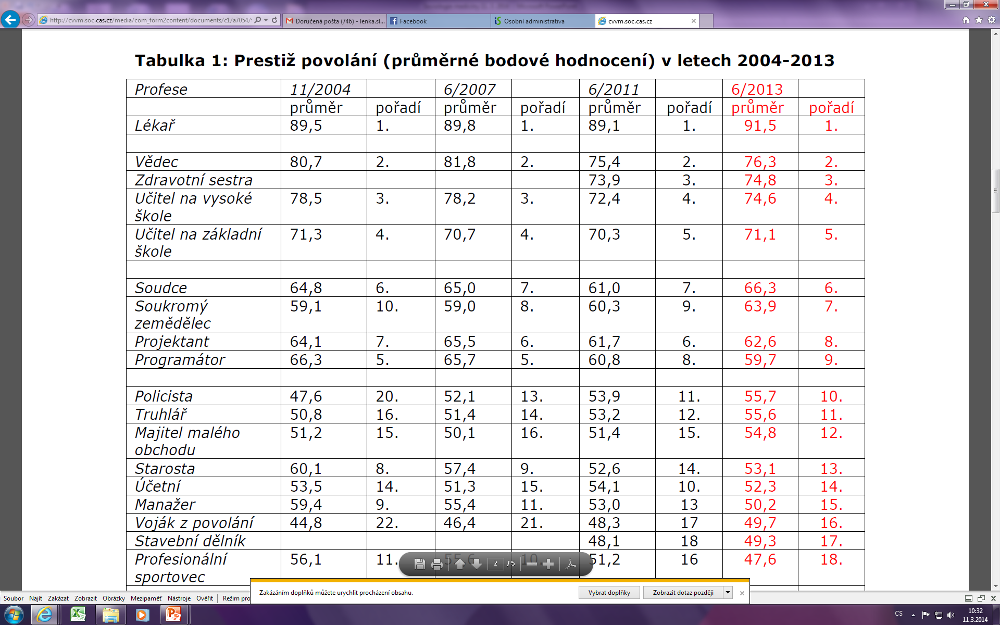 http://cvvm.soc.cas.cz/media/com_form2content/documents/c1/a7054/
Doručená pošta (746) - lenka.sl...
Facebook
Osobní administrativa
cvvm.soc.cas.cz
Tabulka 1: Prestiž povolání (průměrné bodové hodnocení) v letech 2004-2013
Profese 11/2004 6/2007 6/2011 6/2013
průměr pořadí průměr pořadí průměr pořadí průměr pořadí
Lékař 89,5 1. 89,8 1. 89,1 1. 91,5 1.
Vědec 80,7 2. 81,8 2. 75,4 2. 76,3 2.
Zdravotní sestra 73,9 3. 74,8 3.
Učitel na vysoké 78,5 3. 78,2 3. 72,4 4. 74,6 4.
škole
Učitel na základní 71,3 4. 70,7 4. 70,3 5. 71,1 5.
škole
Soudce 64,8 6. 65,0 7. 61,0 7. 66,3 6.
Soukromý 59,1 10. 59,0 8. 60,3 9. 63,9 7.
zemědělec
Projektant 64,1 7. 65,5 6. 61,7 6. 62,6 8.
Programátor 66,3 5. 65,7 5. 60,8 8. 59,7 9.
Policista 47,6 20. 52,1 13. 53,9 11. 55,7 10.
Truhlář 50,8 16. 51,4 14. 53,2 12. 55,6 11.
Majitel malého 51,2 15. 50,1 16. 51,4 15. 54,8 12.
obchodu
Starosta 60,1 8. 57,4 9. 52,6 14. 53,1 13.
Účetní 53,5 14. 51,3 15. 54,1 10. 52,3 14.
Manažer 59,4 9. 55,4 11. 53,0 13 50,2 15.
Voják z povolání 44,8 22. 46,4 21. 48,3 17 49,7 16.
Stavební dělník 48,1 18 49,3 17.
Profesionální 56,1 11. 55,6 10. 51,2 16 47,6 18.
sportovec
2 / 5
Zakázáním doplňků můžete urychlit procházení obsahu.
Vybrat doplňky
Zobrazit dotaz později
Soubor Najít Zakázat Zobrazit Obrázky Mezipaměť Nástroje Ověřit Režim pro
CS
10:32
11.3.2014